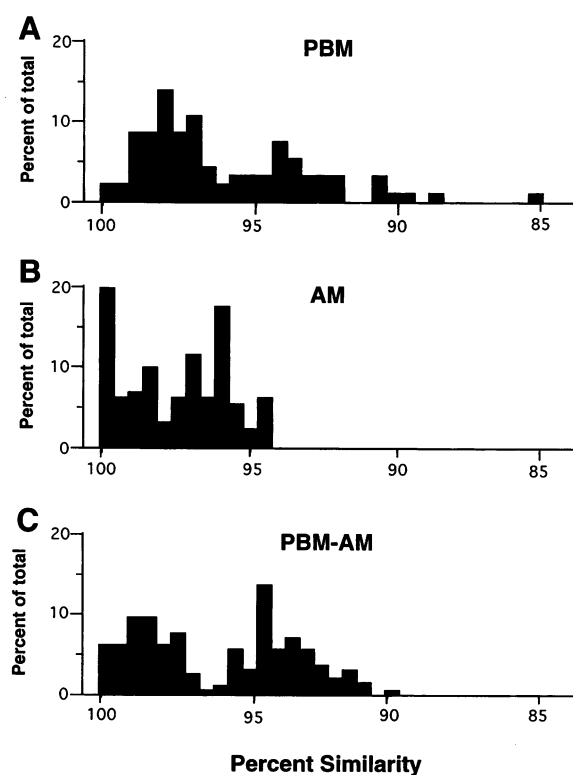 A
PBM
Percent of total
20
10
0
100 95 90 85
B
AM
Percent of total
20
10
0
100 95 90 85
C
PBM-AM
Percent of total
20
10
0
100 95 90 85
Percent Similarity